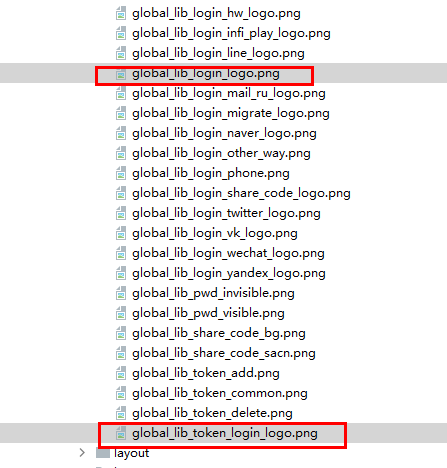 global_lib_login_hw_logo.png
global_lib_login_infi_play_logo.png
global_lib_login_line_logo.png
global_lib_login_logo.png
global_lib_login_mail_ru_logo.png
global_lib_login_migrate_logo.png
global_lib_login_naver_logo.png
global_lib_login_other_way.png
global_lib_login_phone.png
global_lib_login_share_code_logo.png
global_lib_login_twitter_logo.png
global_lib_login_vk_logo.png
global_lib_login_wechat_logo.png
global_lib_login_yandex_logo.png
global_lib_pwd_invisible.png
global_lib_pwd_visible.png
global_lib_share_code_bg.png
global_lib_share_code_sacn.png
global_lib_token_add.png
global_lib_token_common.png
global_lib_token_delete.png
global_lib_token_login_logo.png
layout